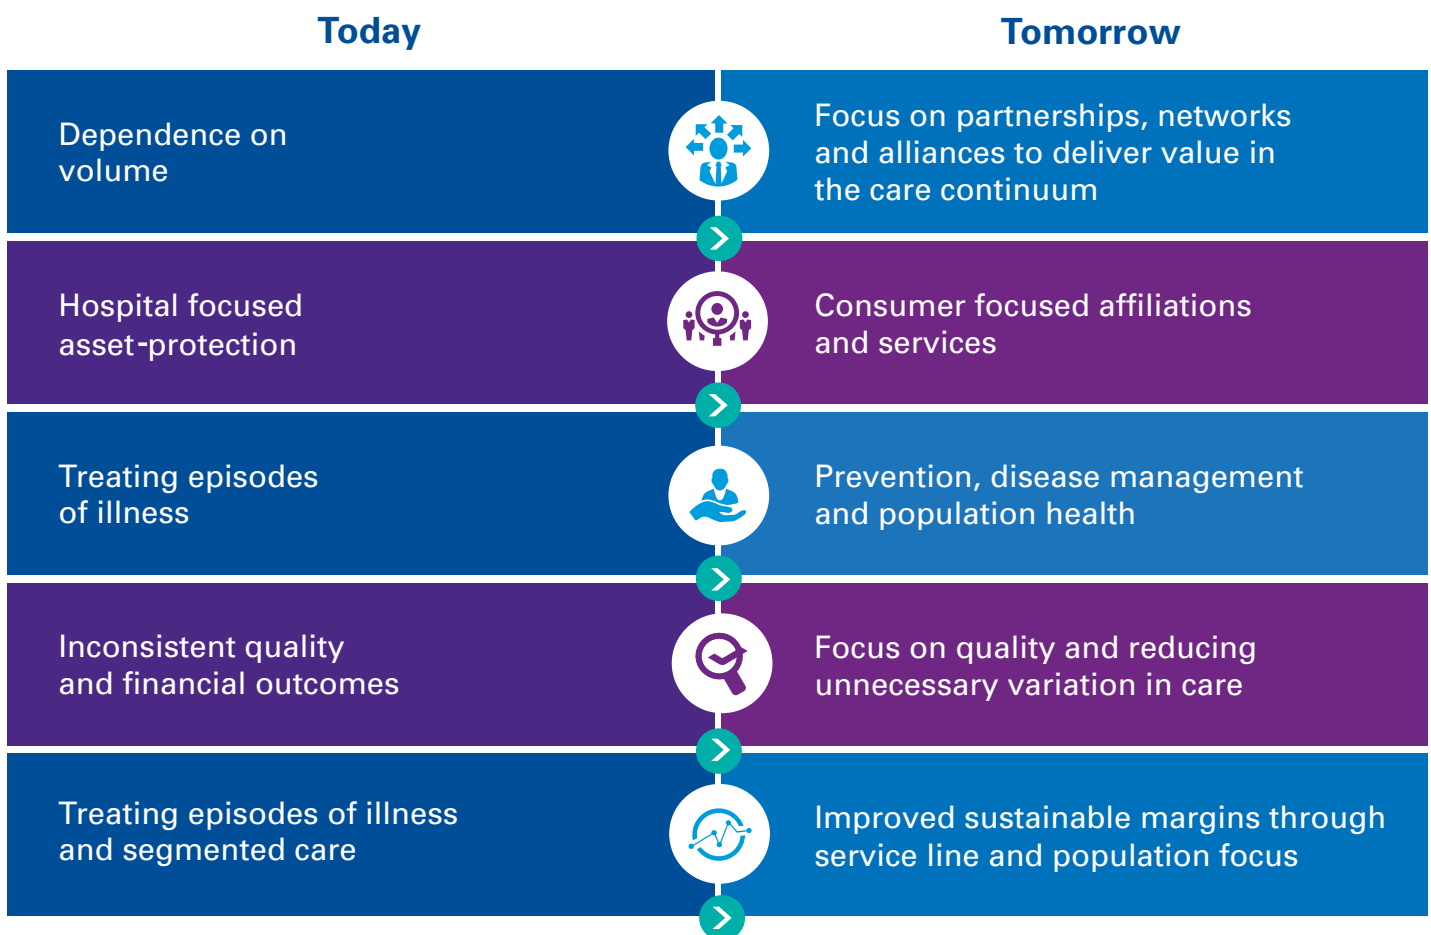 Today
Tomorrow
Dependence on
volume
Focus on partnerships, networks
and alliances to deliver value in
the care continuum
Hospital focused
asset-protection
Consumer focused affiliations
and services
Treating episodes
of illness
Prevention, disease management
and population health
Inconsistent quality
and financial outcomes
Focus on quality and reducing
unnecessary variation in care
Treating episodes of illness
and segmented care
Improved sustainable margins through
service line and population focus